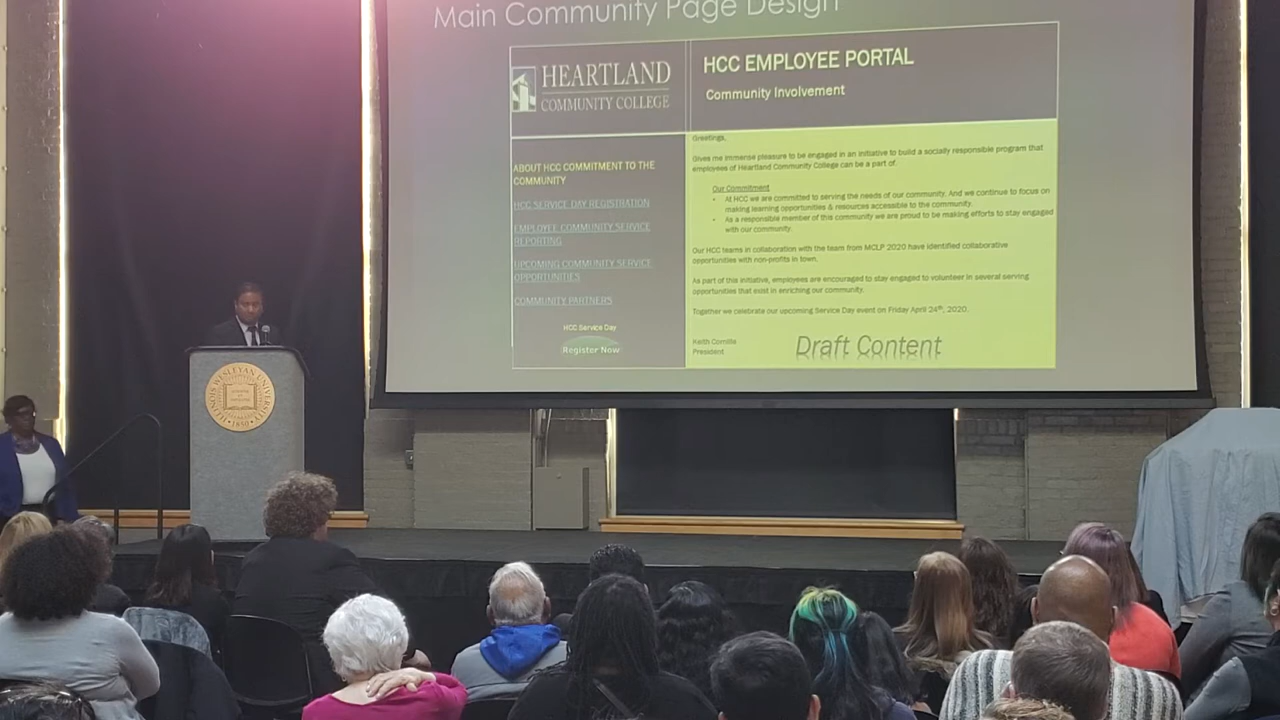 Main Community Page Design
HEARTLAND
COMMUNITY COLLEGE
HCC EMPLOYEE PORTAL
Community Involvement
ABOUT HCC COMMITMENT TO THE
COMMUNITY
HCC SERVICE DAY REGISTRATION
EMPLOYEE COMMUNITY SERVICE
REPORTING
UPCOMING COMMUNITY SERVICE
OPPORTUNITIES
COMMUNITY PARTNERS
HCC Service Day
Register Now
Greetings,
Gives me immense pleasure to be engaged in an initiative to build a socially responsible program that
employees of Heartland Community College can be a part of.
Our Commitment
• At HCC we are committed to serving the needs of our community. And we continue to focus on
making learning opportunities & resources accessible to the community.
• As a responsible member of this community we are proud to be making efforts to stay engaged
with our community.
Our HCC teams in collaboration with the team from MCLP 2020 have identified collaborative
opportunities with non-profits in town.
As part of this initiative, employees are encouraged to stay engaged to volunteer in several serving
opportunities that exist in enriching our community.
Together we celebrate our upcoming Service Day event on Friday April 24th, 2020.
Keith Cornille
President
Draft Content
ILLINOIS WESLEYAN UNIVERSITY
1850